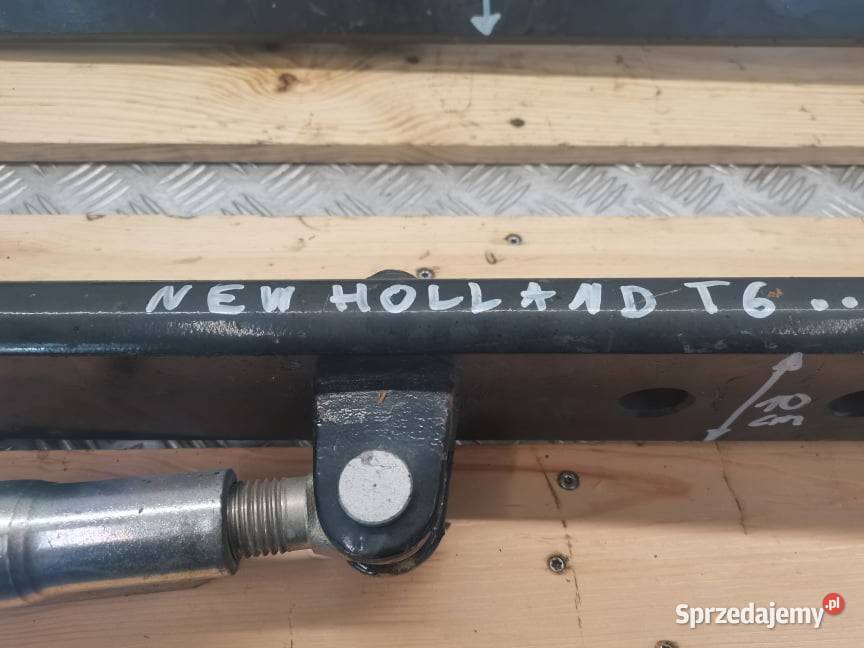 NEW HOLLAND T6..
10
cm
Sprzedajemy.pl